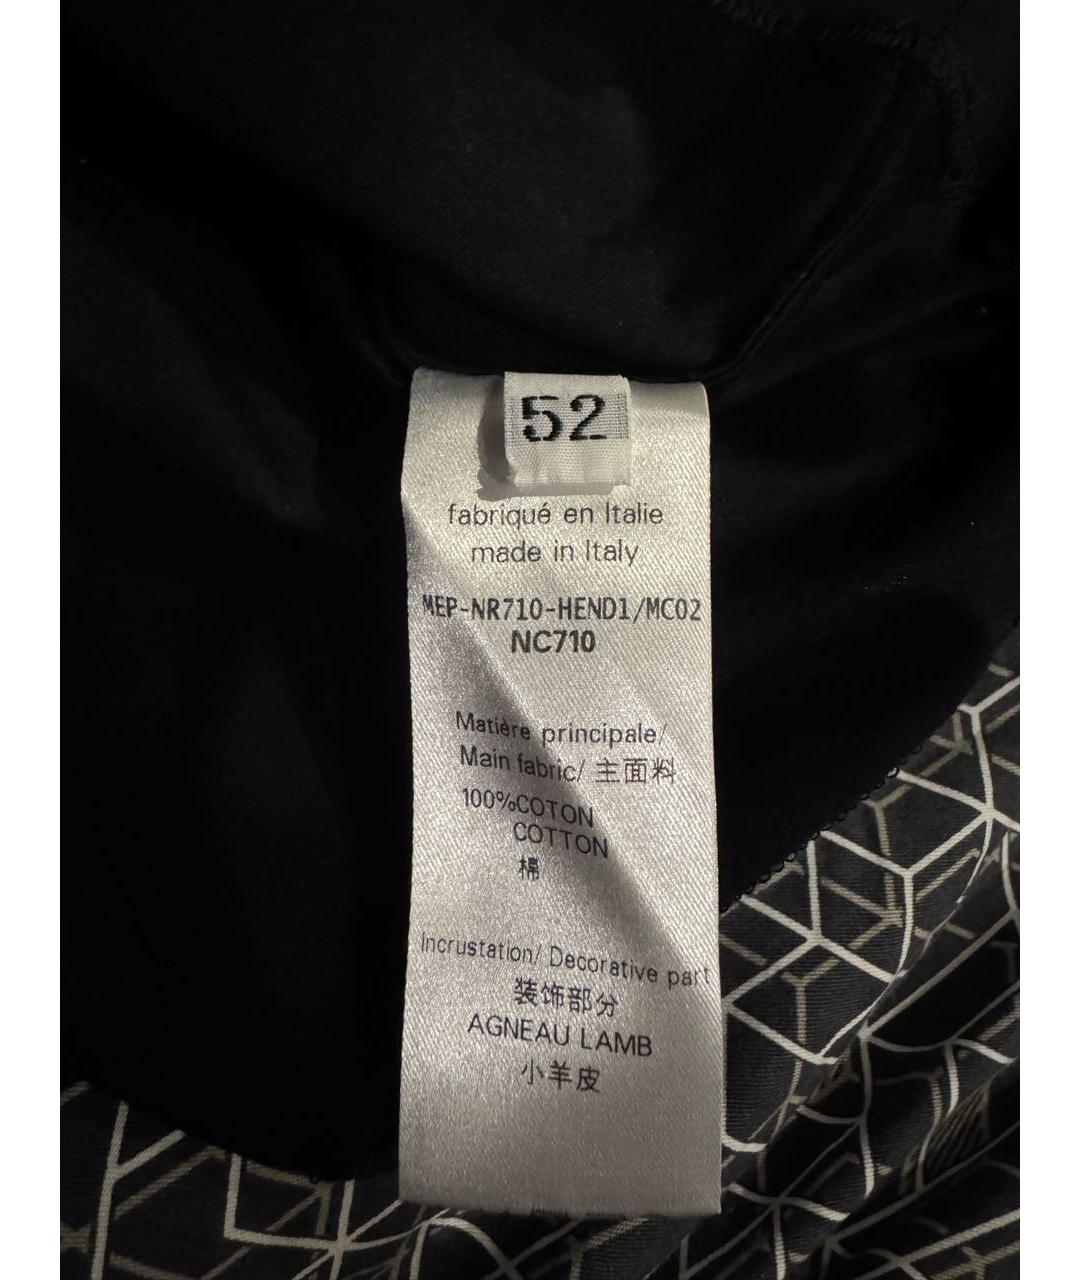 52
fabriqué en Italie
made in Italy
MEP-NR710-HEND1/MC02
NC710
Matière principale/
Main fabric/ 主面料
100%COTON
COTTON
棉
Incrustation/ Decorative part
装饰部分
AGNEAU LAMB
小羊皮